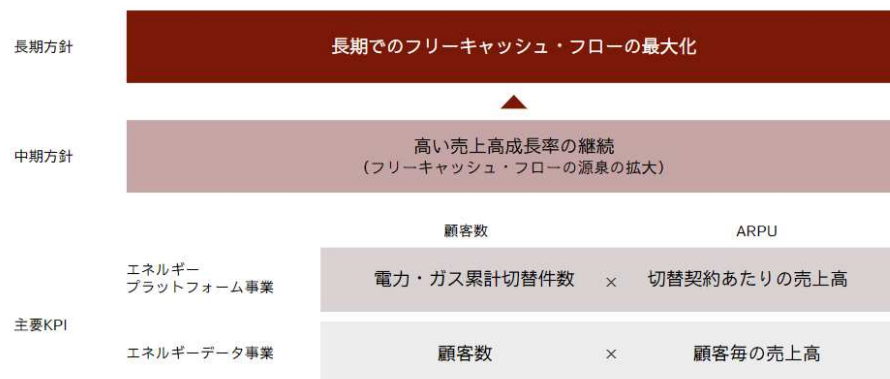 長期方針
長期でのフリーキャッシュ・フローの最大化
中期方針
高い売上高成長率の継続
(フリーキャッシュ・フローの源泉の拡大)
顧客数
ARPU
エネルギー
プラットフォーム事業
電力・ガス累計切替件数
×
切替契約あたりの売上高
主要KPI
エネルギーデータ事業
顧客数
×
顧客毎の売上高